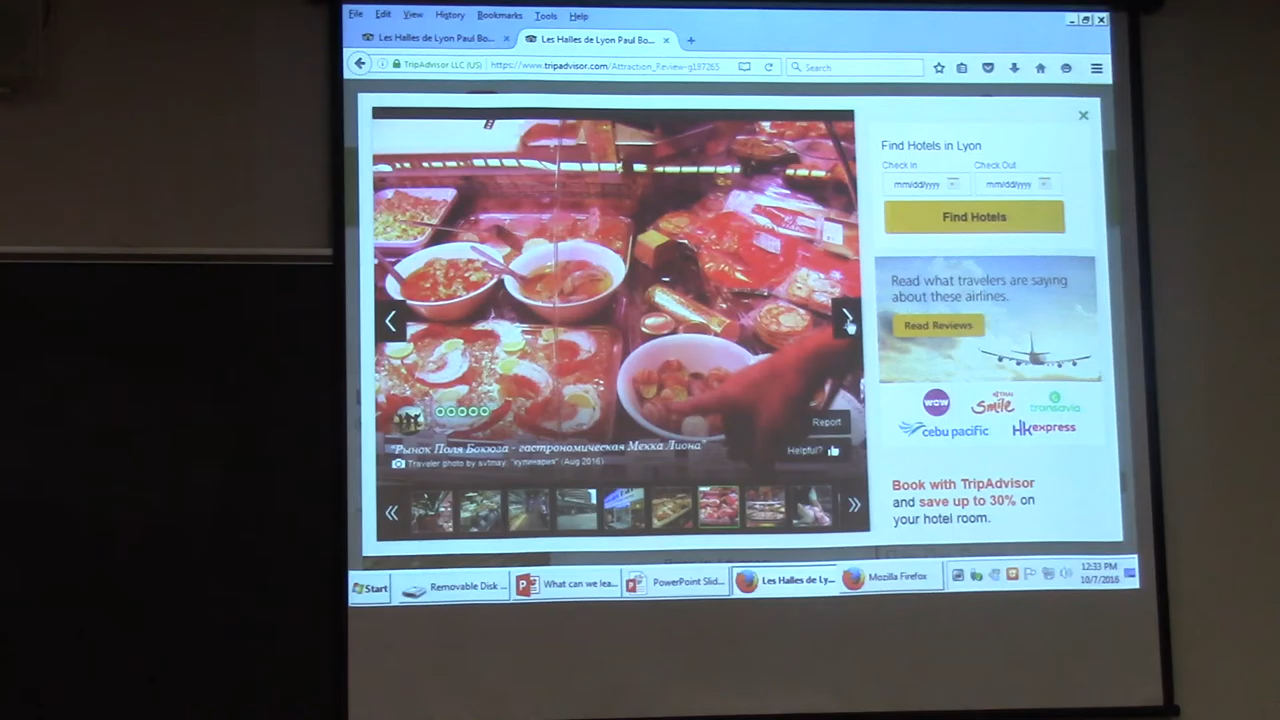 File Edit View History Bookmarks Tools Help
Les Halles de Lyon Paul Bo... × Les Halles de Lyon Paul Bo... × +
TripAdvisor LLC (US) https://www.tripadvisor.com/Attraction_Review-g187265 Search
Find Hotels in Lyon
Check In Check Out
mm/dd/yyyy mm/dd/yyyy
Find Hotels
Read what travelers are saying
about these airlines.
Read Reviews
wow THAI Smile transavia
cebu pacific HK express
Report
"Рынок Поля Бокюза - гастрономическая Мекка Лиона"
Helpful?
Traveler photo by svtmay, "кулинария" (Aug 2016)
Book with TripAdvisor
and save up to 30% on
your hotel room.
Start Removable Disk ... What can we lea... PowerPoint Slid... Les Halles de Ly... Mozilla Firefox 12:33 PM
10/7/2016